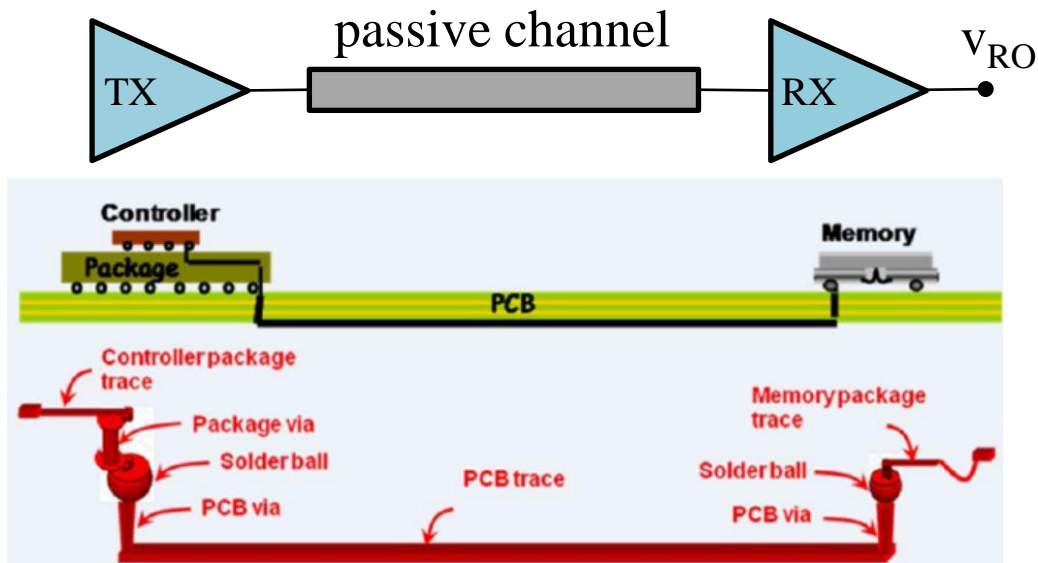 passive channel
TX
RX
vRO
Controller
Package
Memory
PCB
Controller package
trace
Package via
Solder ball
PCB via
PCB trace
Memory package
trace
Solder ball
PCB via